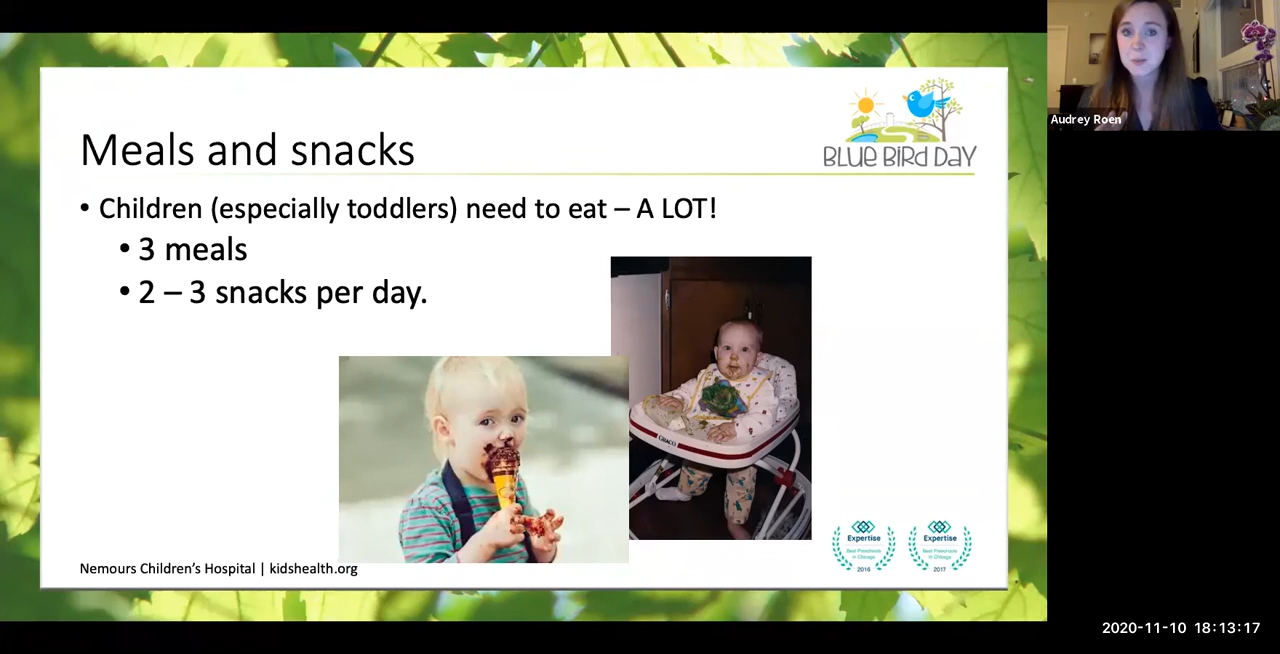 Meals and snacks
BLUE BIRD DAY
• Children (especially toddlers) need to eat – A LOT!
• 3 meals
• 2 – 3 snacks per day.
GRACO
Expertise
Best Preschools
in Chicago
2016
Expertise
Best Preschools
in Chicago
2017
Nemours Children's Hospital | kidshealth.org
Audrey Roen
2020-11-10 18:13:17